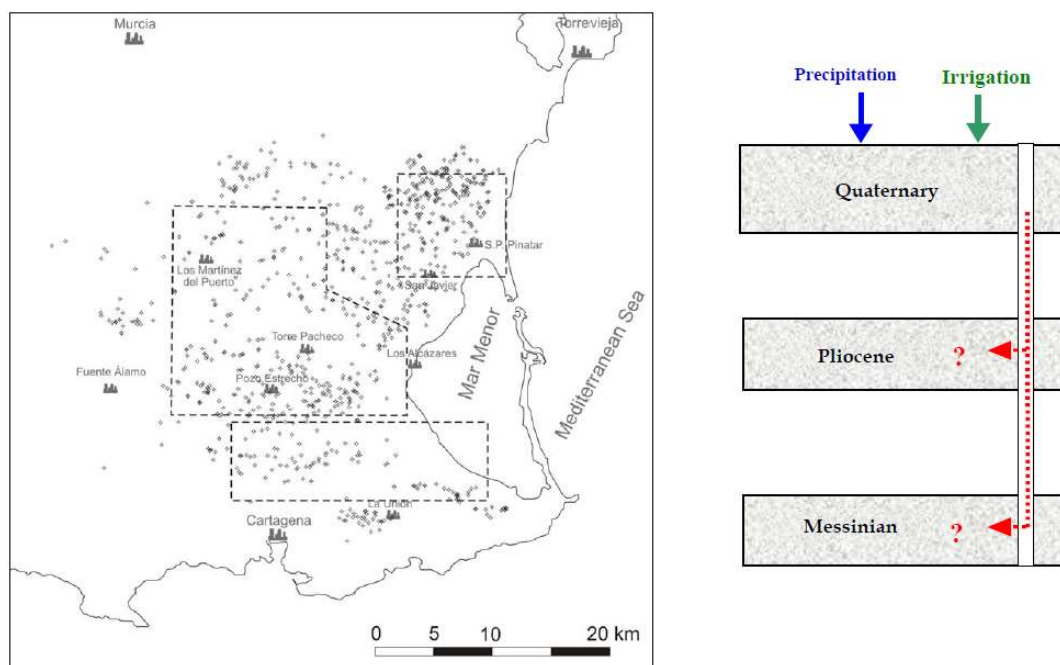 Murcia
Torrevieja
S.P. Pinatar
San Javier
Los Martínez
del Puerto
Torre Pacheco
Los Alcázares
Fuente Álamo
Pozo Estrecho
Mar Menor
Mediterranean Sea
La Unión
Cartagena
0 5 10 20 km
Precipitation
Irrigation
Quaternary
Pliocene
?
Messinian
?